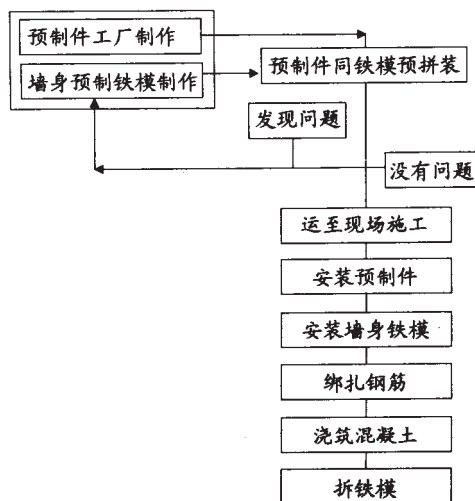 预制件工厂制作
墙身预制铁模制作
预制件同铁模预拼装
发现问题
没有问题
运至现场施工
安装预制件
安装墙身铁模
绑扎钢筋
浇筑混凝土
拆铁模